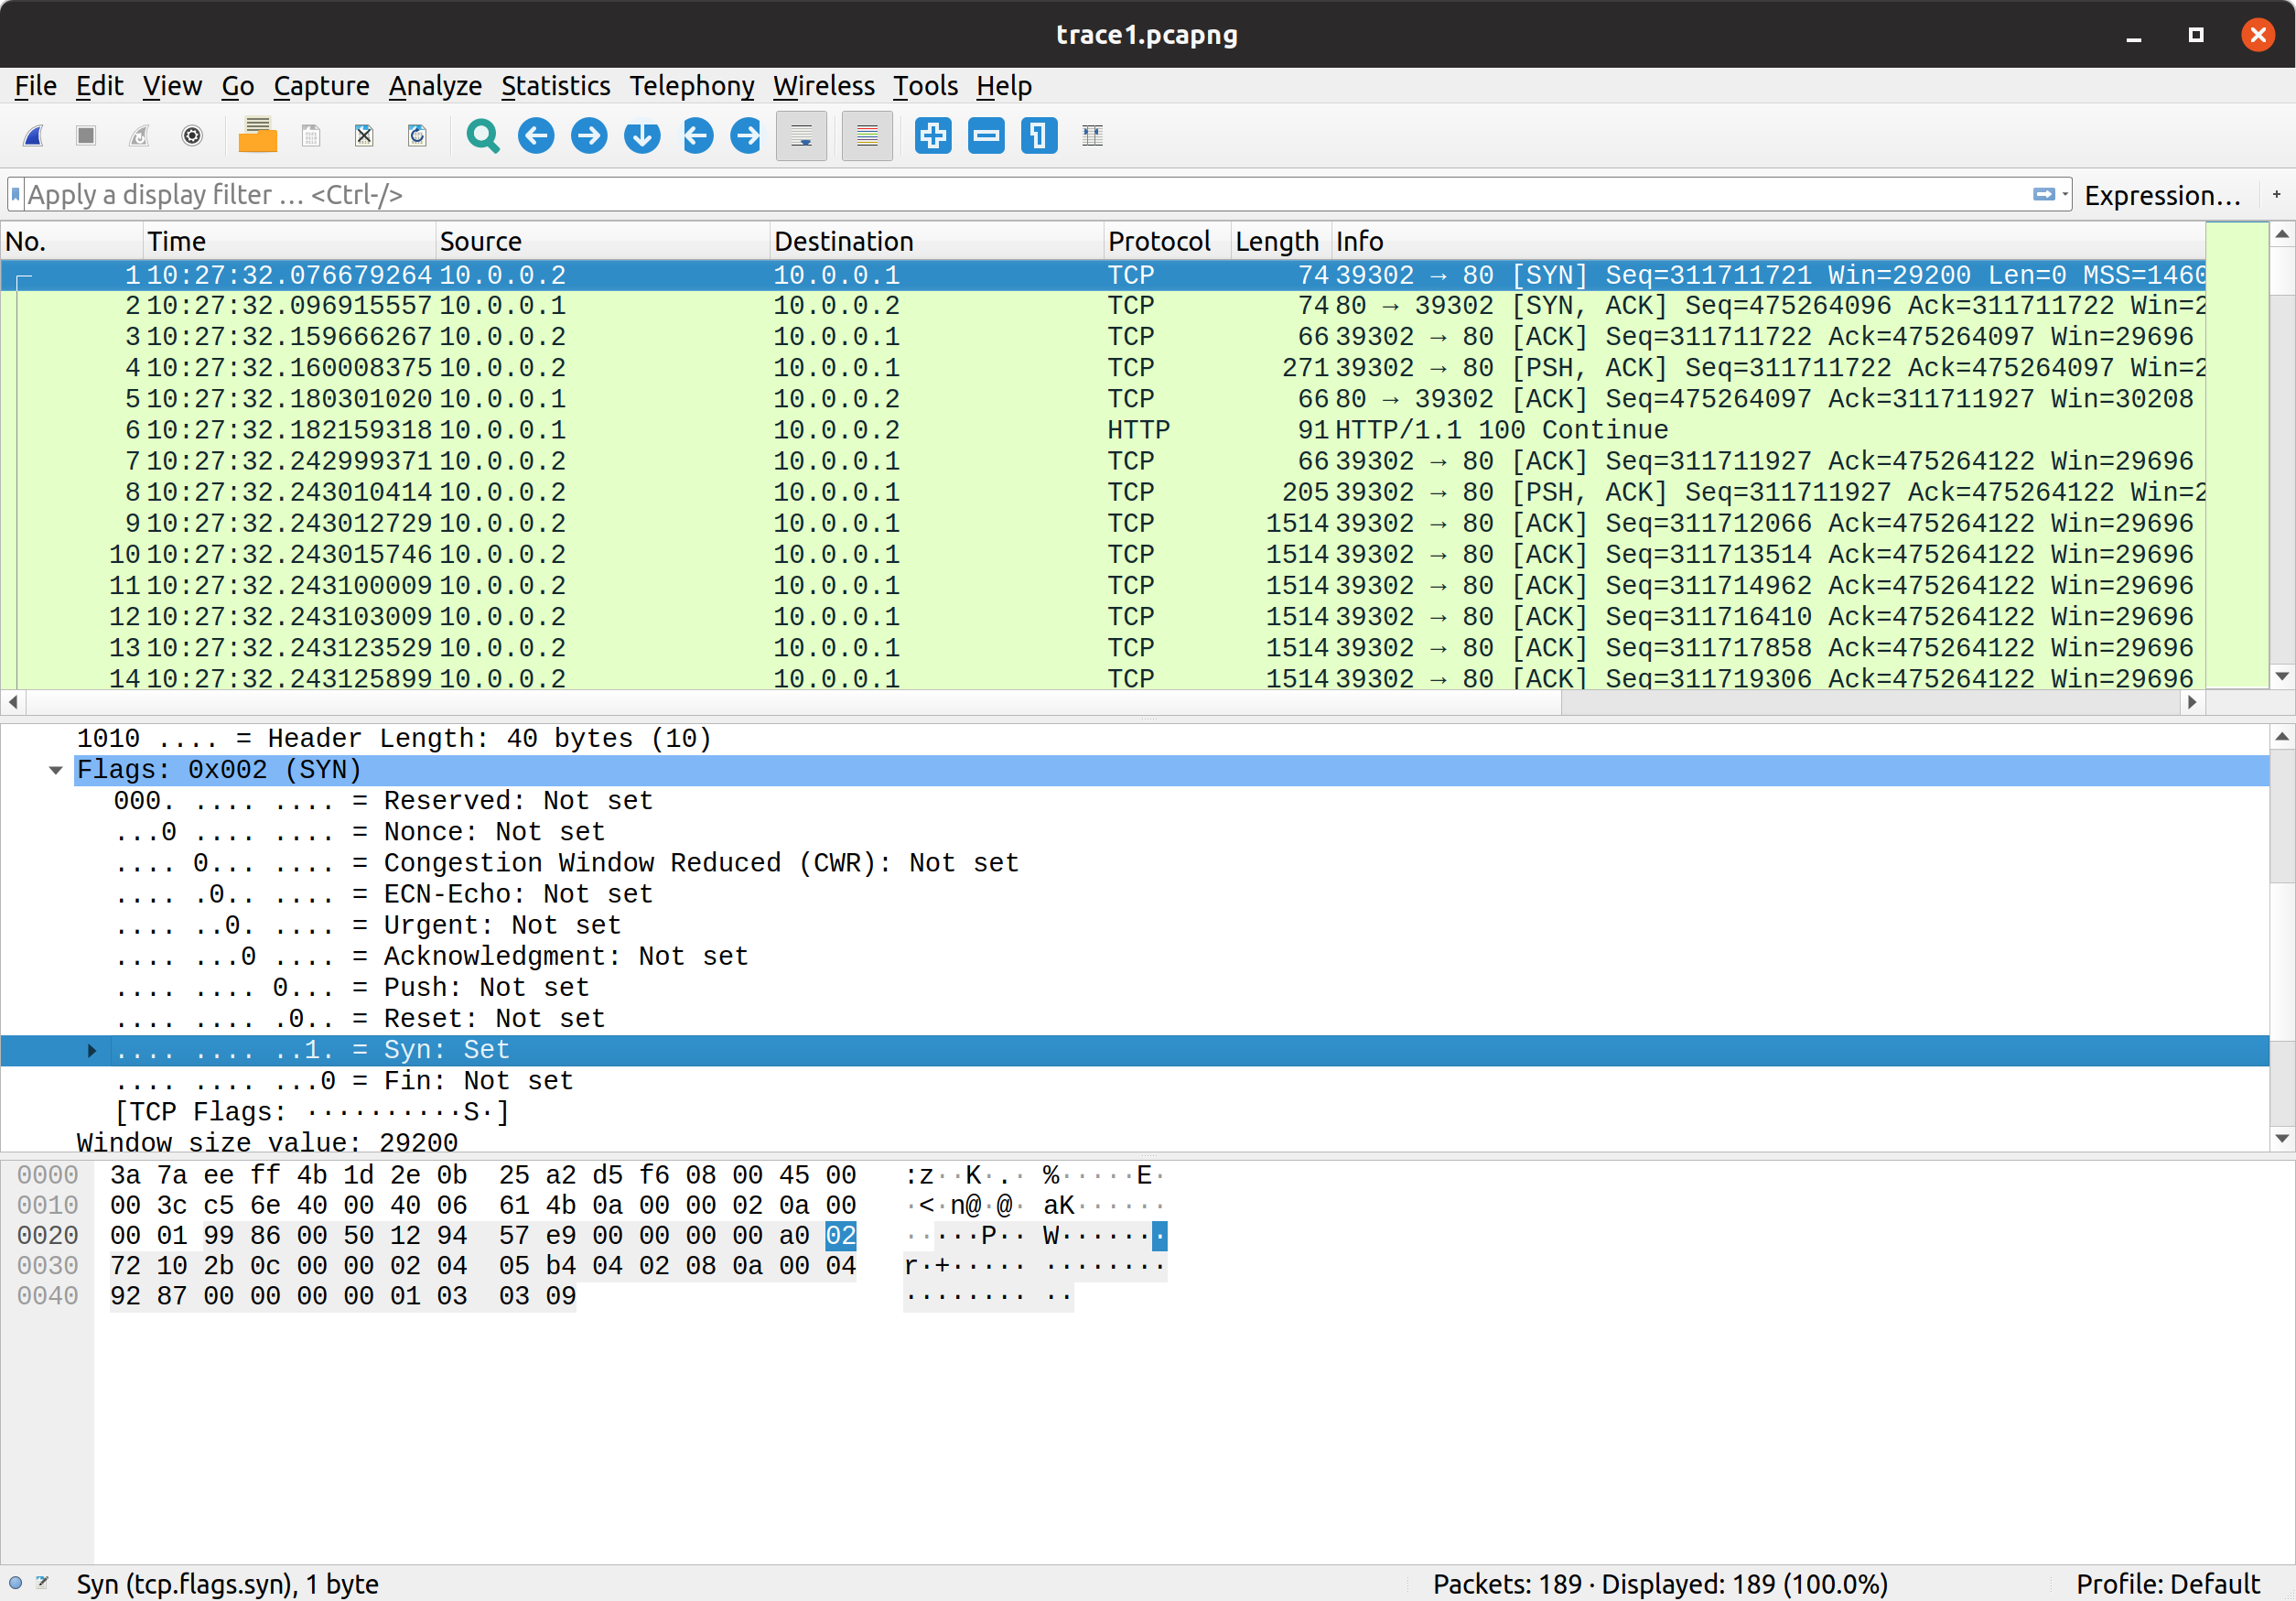 trace1.pcapng
File Edit View Go Capture Analyze Statistics Telephony Wireless Tools Help
Apply a display filter … <Ctrl-/> Expression…  +
No. Time Source Destination Protocol Length Info
1 10:27:32.076679264 10.0.0.2 10.0.0.1 TCP 74 39302 → 80 [SYN] Seq=311711721 Win=29200 Len=0 MSS=1460
2 10:27:32.096915557 10.0.0.1 10.0.0.2 TCP 74 80 → 39302 [SYN, ACK] Seq=475264096 Ack=311711722 Win=2
3 10:27:32.159666267 10.0.0.2 10.0.0.1 TCP 66 39302 → 80 [ACK] Seq=311711722 Ack=475264097 Win=29696
4 10:27:32.160008375 10.0.0.2 10.0.0.1 TCP 271 39302 → 80 [PSH, ACK] Seq=311711722 Ack=475264097 Win=2
5 10:27:32.180301020 10.0.0.1 10.0.0.2 TCP 66 80 → 39302 [ACK] Seq=475264097 Ack=311711927 Win=30208
6 10:27:32.182159318 10.0.0.1 10.0.0.2 HTTP 91 HTTP/1.1 100 Continue
7 10:27:32.242999371 10.0.0.2 10.0.0.1 TCP 66 39302 → 80 [ACK] Seq=311711927 Ack=475264122 Win=29696
8 10:27:32.243010414 10.0.0.2 10.0.0.1 TCP 205 39302 → 80 [PSH, ACK] Seq=311711927 Ack=475264122 Win=2
9 10:27:32.243012729 10.0.0.2 10.0.0.1 TCP 1514 39302 → 80 [ACK] Seq=311712066 Ack=475264122 Win=29696
10 10:27:32.243015746 10.0.0.2 10.0.0.1 TCP 1514 39302 → 80 [ACK] Seq=311713514 Ack=475264122 Win=29696
11 10:27:32.243100009 10.0.0.2 10.0.0.1 TCP 1514 39302 → 80 [ACK] Seq=311714962 Ack=475264122 Win=29696
12 10:27:32.243103009 10.0.0.2 10.0.0.1 TCP 1514 39302 → 80 [ACK] Seq=311716410 Ack=475264122 Win=29696
13 10:27:32.243123529 10.0.0.2 10.0.0.1 TCP 1514 39302 → 80 [ACK] Seq=311717858 Ack=475264122 Win=29696
14 10:27:32.243125899 10.0.0.2 10.0.0.1 TCP 1514 39302 → 80 [ACK] Seq=311719306 Ack=475264122 Win=29696
1010 .... = Header Length: 40 bytes (10)
Flags: 0x002 (SYN)
000. .... .... = Reserved: Not set
...0 .... .... = Nonce: Not set
.... 0... .... = Congestion Window Reduced (CWR): Not set
.... .0.. .... = ECN-Echo: Not set
.... ..0. .... = Urgent: Not set
.... ...0 .... = Acknowledgment: Not set
.... .... 0... = Push: Not set
.... .... .0.. = Reset: Not set
.... .... ..1. = Syn: Set
.... .... ...0 = Fin: Not set
[TCP Flags: ··········S·]
Window size value: 29200
0000 3a 7a ee ff 4b 1d 2e 0b 25 a2 d5 f6 08 00 45 00 :z··K·.· %·····E·
0010 00 3c c5 6e 40 00 40 06 61 4b 0a 00 00 02 0a 00 ·<·n@·@· aK······
0020 00 01 99 86 00 50 12 94 57 e9 00 00 00 00 a0 02 ·····P·· W·······
0030 72 10 2b 0c 00 00 02 04 05 b4 04 02 08 0a 00 04 r·+····· ········
0040 92 87 00 00 00 00 01 03 03 09 ········ ··
Syn (tcp.flags.syn), 1 byte Packets: 189 · Displayed: 189 (100.0%) Profile: Default